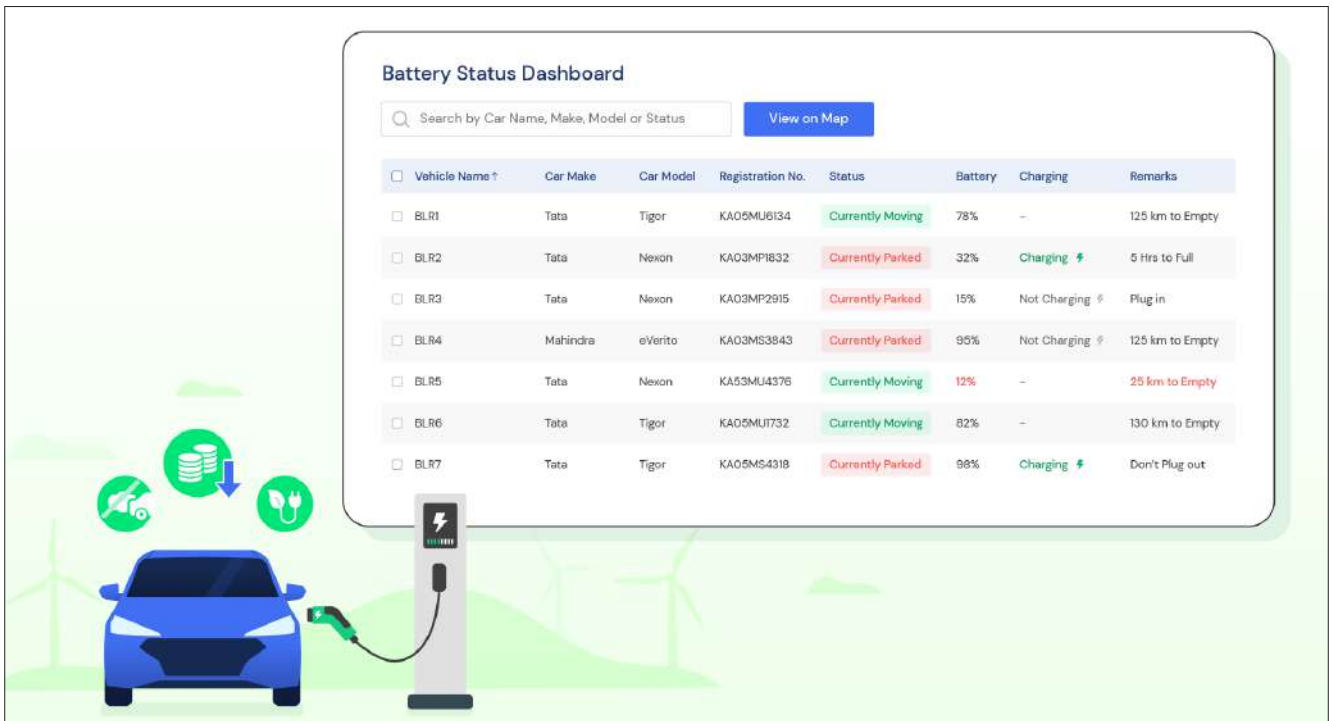 Battery Status Dashboard
Search by Car Name, Make, Model or Status View on Map
Vehicle Name↑ Car Make Car Model Registration No. Status Battery Charging Remarks
BLR1 Tata Tigor KA05MU6134 Currently Moving 78% - 125 km to Empty
BLR2 Tata Nexon KA03MP1832 Currently Parked 32% Charging 5 Hrs to Full
BLR3 Tata Nexon KA03MP2915 Currently Parked 15% Not Charging Plug in
BLR4 Mahindra eVerito KA03MS3843 Currently Parked 95% Not Charging 125 km to Empty
BLR5 Tata Nexon KA53MU4376 Currently Moving 12% - 25 km to Empty
BLR6 Tata Tigor KA05MU1732 Currently Moving 82% - 130 km to Empty
BLR7 Tata Tigor KA05MS4318 Currently Parked 98% Charging Don't Plug out